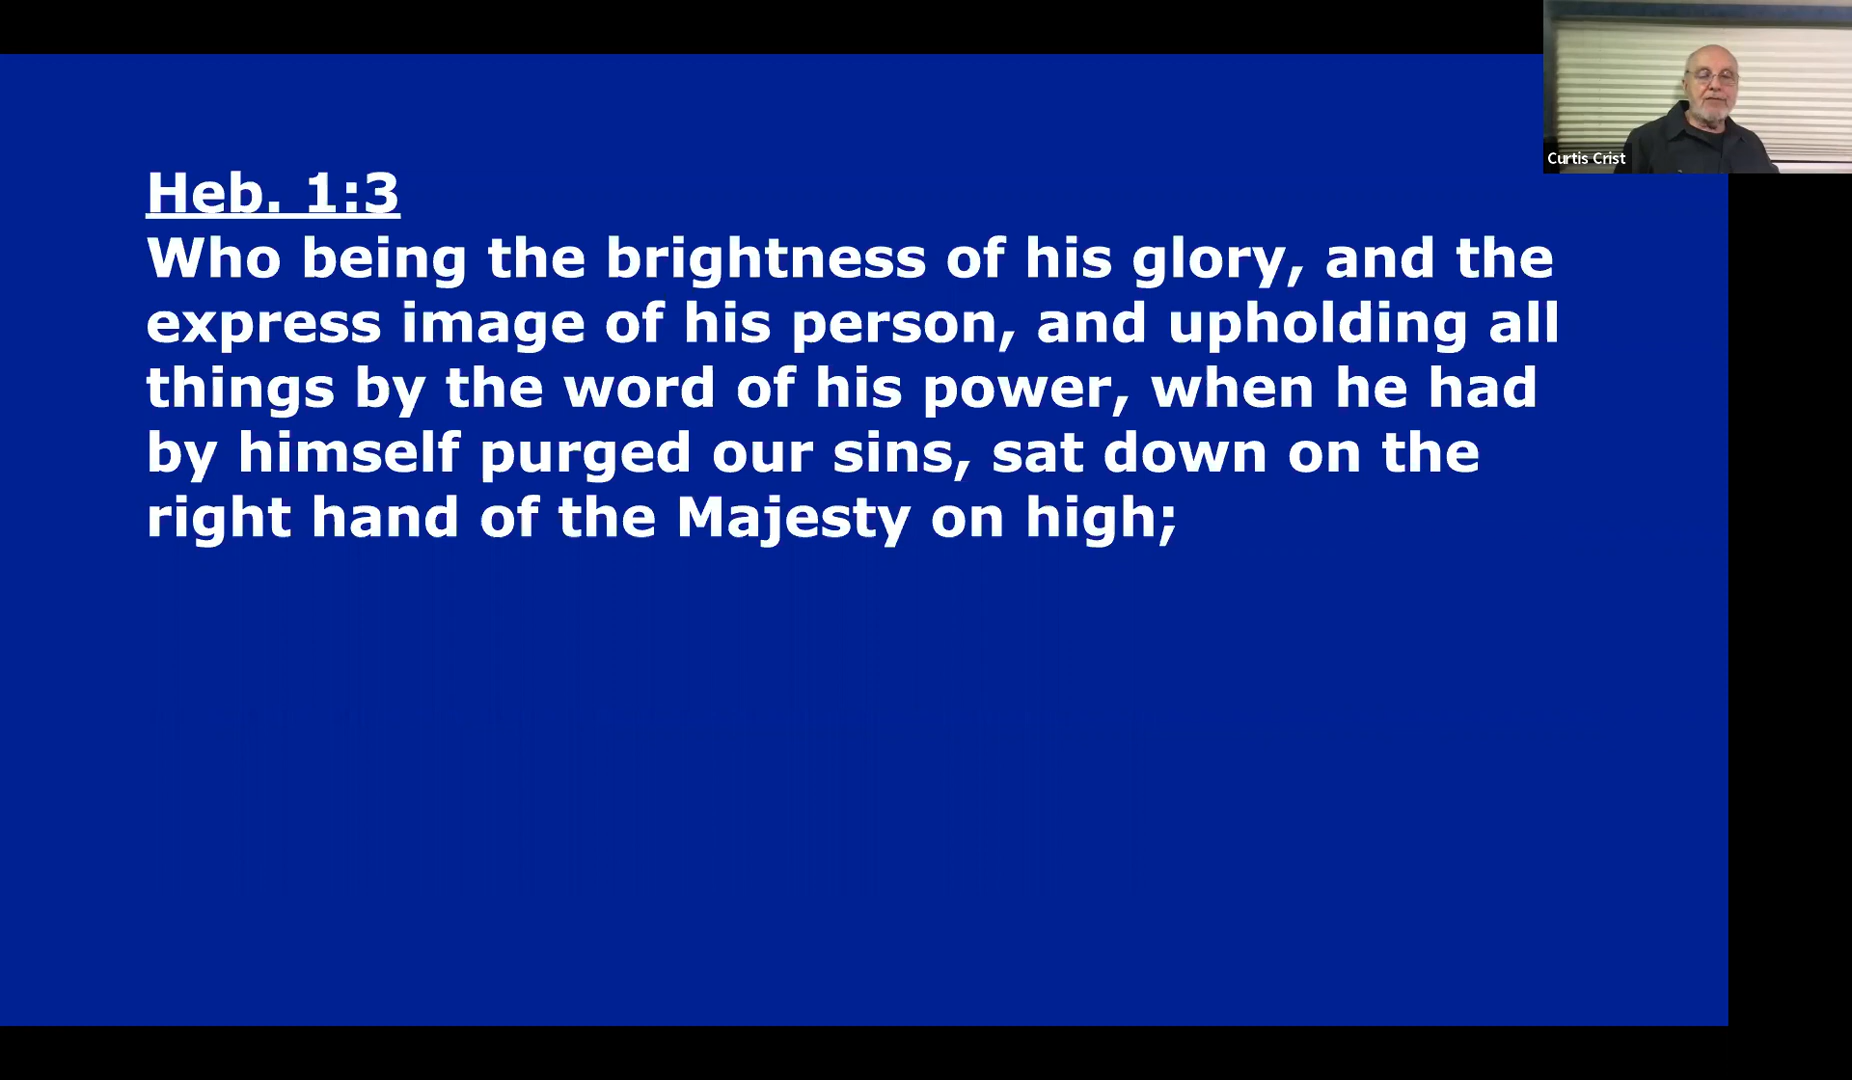 Heb. 1:3
Who being the brightness of his glory, and the
express image of his person, and upholding all
things by the word of his power, when he had
by himself purged our sins, sat down on the
right hand of the Majesty on high;
Curtis Crist